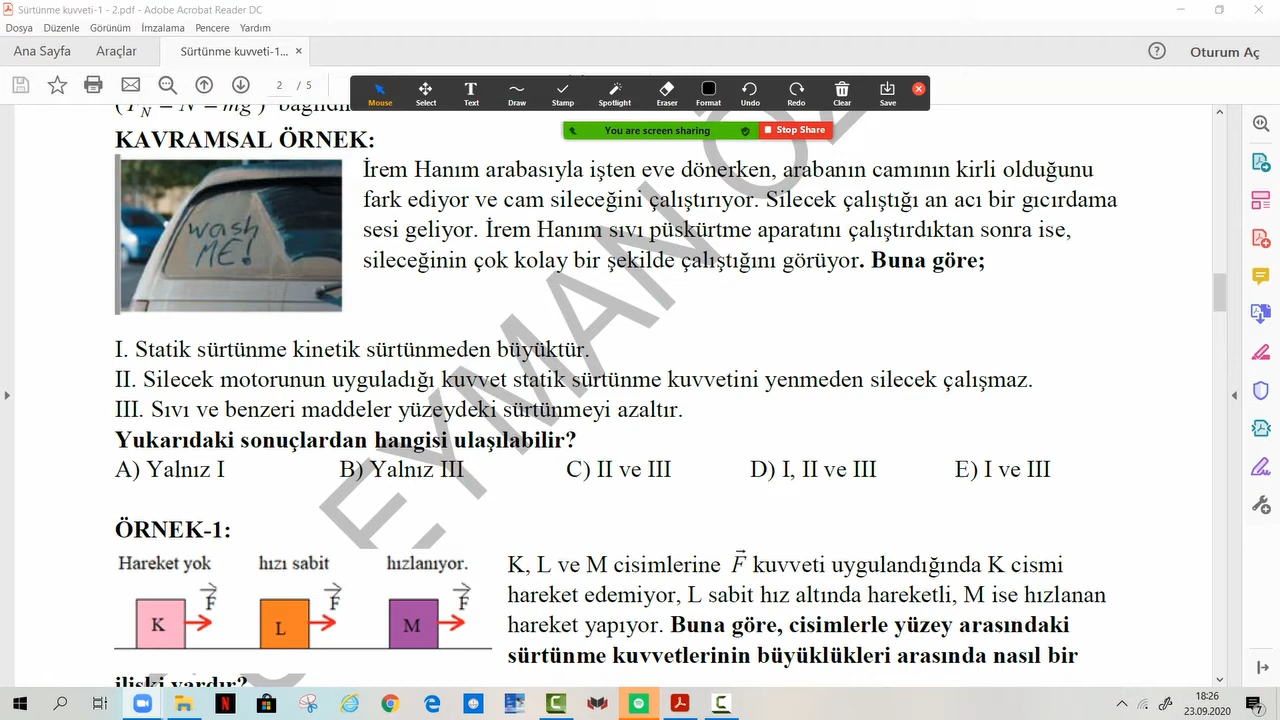 Sürtünme kuvveti-1 - 2.pdf - Adobe Acrobat Reader DC
Dosya Düzenle Görünüm İmzalama Pencere Yardım
Ana Sayfa Araçlar Sürtünme kuvveti-1... × Oturum Aç
2 / 5
Mouse Select Text Draw Stamp Spotlight Eraser Format Undo Redo Clear Save
You are screen sharing Stop Share
KAVRAMSAL ÖRNEK:
wash
ME!
İrem Hanım arabasıyla işten eve dönerken, arabanın camının kirli olduğunu
fark ediyor ve cam sileceğini çalıştırıyor. Silecek çalıştığı an acı bir gıcırdama
sesi geliyor. İrem Hanım sıvı püskürtme aparatını çalıştırdıktan sonra ise,
sileceğinin çok kolay bir şekilde çalıştığını görüyor. Buna göre;
I. Statik sürtünme kinetik sürtünmeden büyüktür.
II. Silecek motorunun uyguladığı kuvvet statik sürtünme kuvvetini yenmeden silecek çalışmaz.
III. Sıvı ve benzeri maddeler yüzeydeki sürtünmeyi azaltır.
Yukarıdaki sonuçlardan hangisi ulaşılabilir?
A) Yalnız I B) Yalnız III C) II ve III D) I, II ve III E) I ve III
ÖRNEK-1:
Hareket yok hızı sabit hızlanıyor.
F F F
K L M
K, L ve M cisimlerine F kuvveti uygulandığında K cismi
hareket edemiyor, L sabit hız altında hareketli, M ise hızlanan
hareket yapıyor. Buna göre, cisimlerle yüzey arasındaki
sürtünme kuvvetlerinin büyüklükleri arasında nasıl bir
ilişki vardır?
EYMAN
18:26
23.09.2020
7